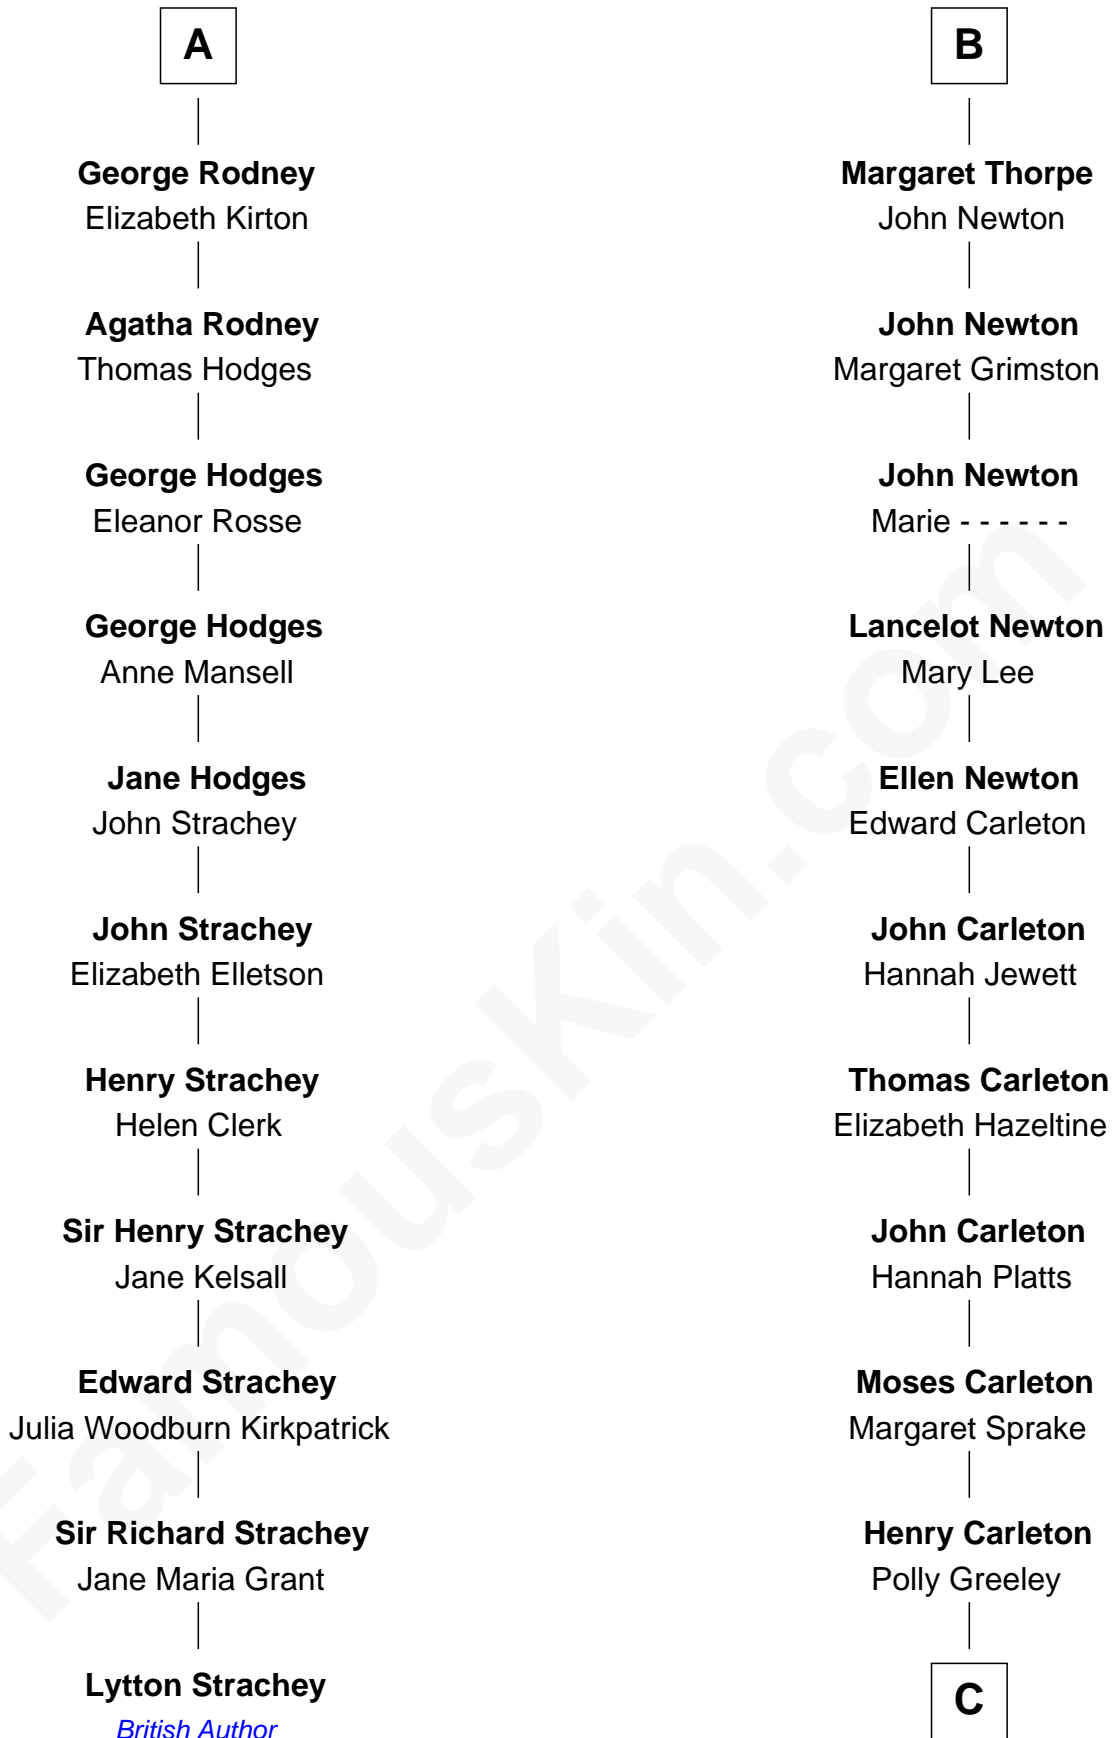 A
George Rodney
Elizabeth Kirton
Agatha Rodney
Thomas Hodges
George Hodges
Eleanor Rosse
George Hodges
Anne Mansell
Jane Hodges
John Strachey
John Strachey
Elizabeth Elletson
Henry Strachey
Helen Clerk
Sir Henry Strachey
Jane Kelsall
Edward Strachey
Julia Woodburn Kirkpatrick
Sir Richard Strachey
Jane Maria Grant
Lytton Strachey
British Author
B
Margaret Thorpe
John Newton
John Newton
Margaret Grimston
John Newton
Marie - - - - - -
Lancelot Newton
Mary Lee
Ellen Newton
Edward Carleton
John Carleton
Hannah Jewett
Thomas Carleton
Elizabeth Hazeltine
John Carleton
Hannah Platts
Moses Carleton
Margaret Sprake
Henry Carleton
Polly Greeley
C
FamousKin.com